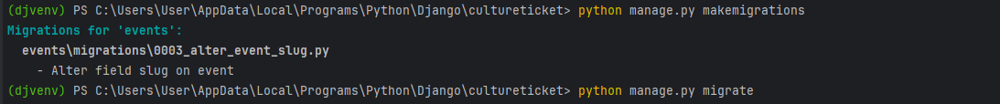 (djvenv) PS C:\Users\User\AppData\Local\Programs\Python\Django\cultureticket> python manage.py makemigrations
Migrations for 'events':
  events\migrations\0003_alter_event_slug.py
    - Alter field slug on event
(djvenv) PS C:\Users\User\AppData\Local\Programs\Python\Django\cultureticket> python manage.py migrate